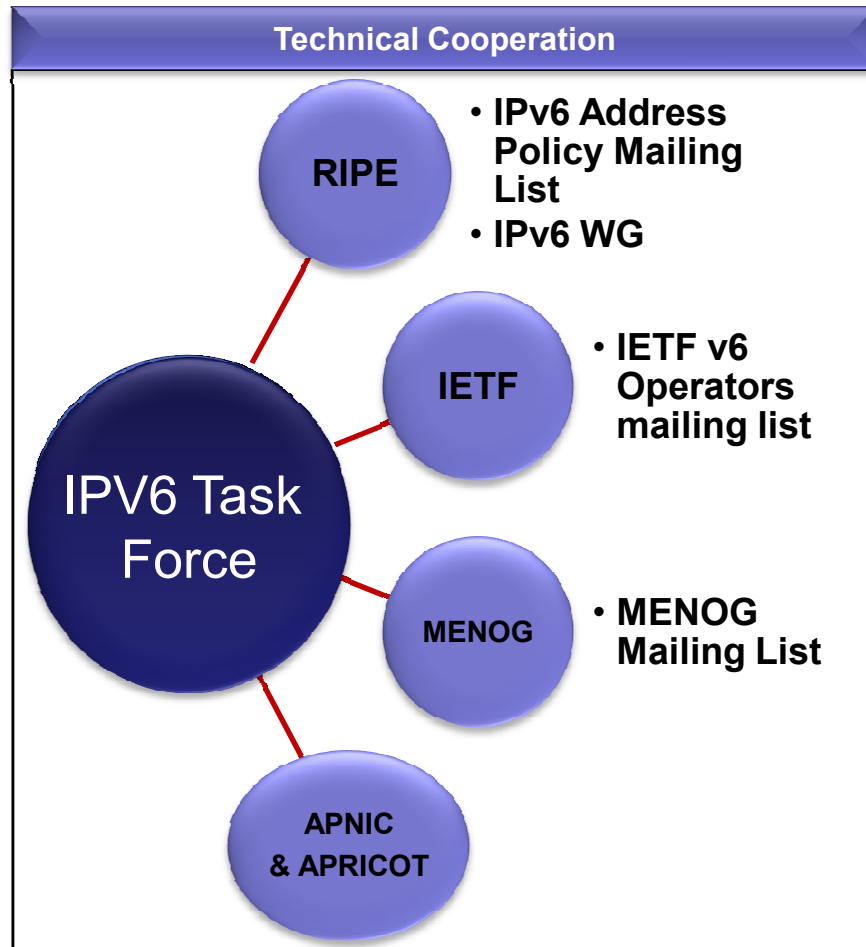 Technical Cooperation
RIPE
• IPv6 Address
Policy Mailing
List
• IPv6 WG
IETF
• IETF v6
Operators
mailing list
IPV6 Task
Force
MENOG
• MENOG
Mailing List
APNIC
& APRICOT